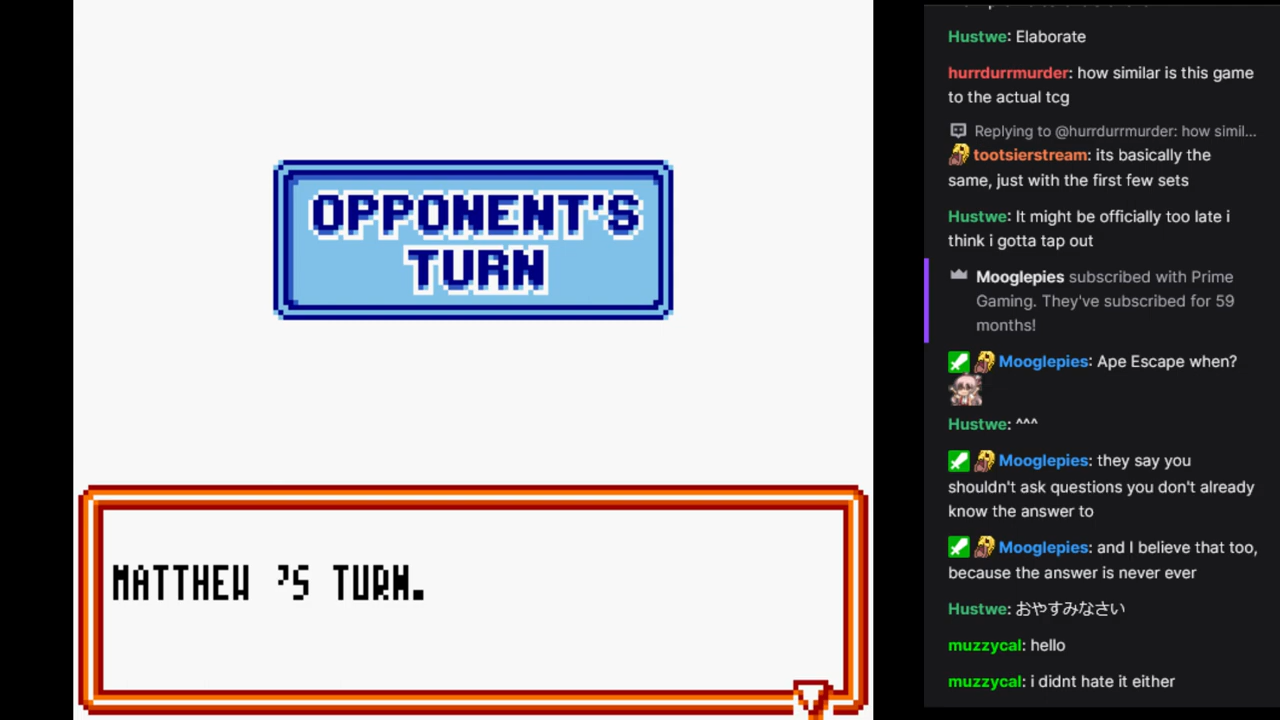 OPPONENT'S
TURN
MATTHEW 'S TURN.
Hustwe: Elaborate
hurrdurrmurder: how similar is this game
to the actual tcg
Replying to @hurrdurrmurder: how simil...
tootsierstream: its basically the
same, just with the first few sets
Hustwe: It might be officially too late i
think i gotta tap out
Mooglepies subscribed with Prime
Gaming. They've subscribed for 59
months!
Mooglepies: Ape Escape when?
Hustwe: ^^^
Mooglepies: they say you
shouldn't ask questions you don't already
know the answer to
Mooglepies: and I believe that too,
because the answer is never ever
Hustwe: おやすみなさい
muzzycal: hello
muzzycal: i didnt hate it either